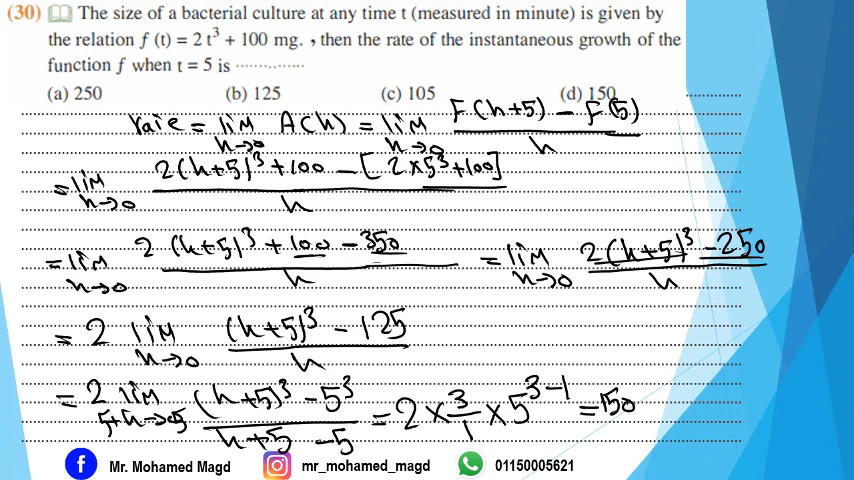 (30) The size of a bacterial culture at any time t (measured in minute) is given by
the relation f (t) = 2 t³ + 100 mg. , then the rate of the instantaneous growth of the
function f when t = 5 is ...............
(a) 250 (b) 125 (c) 105 (d) 150
Rate = lim h→0 A(h) = lim h→0 (F(h+5) − F(5)) / h
= lim h→0 (2(h+5)³ + 100 − [2×5³+100]) / h
= lim h→0 (2 (h+5)³ + 100 − 350) / h = lim h→0 (2(h+5)³ − 250) / h
= 2 lim h→0 ((h+5)³ − 125) / h
= 2 lim 5+h→5 ((h+5)³ − 5³) / (h+5 − 5) = 2 × 3/1 × 5³⁻¹ = 150
Mr. Mohamed Magd mr_mohamed_magd 01150005621